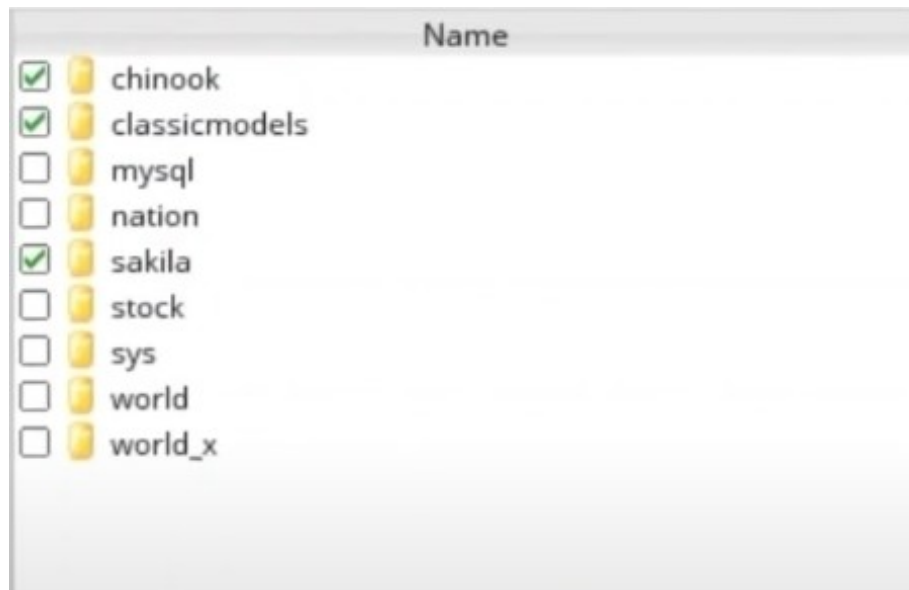 Name
chinook
classicmodels
mysql
nation
sakila
stock
sys
world
world_x